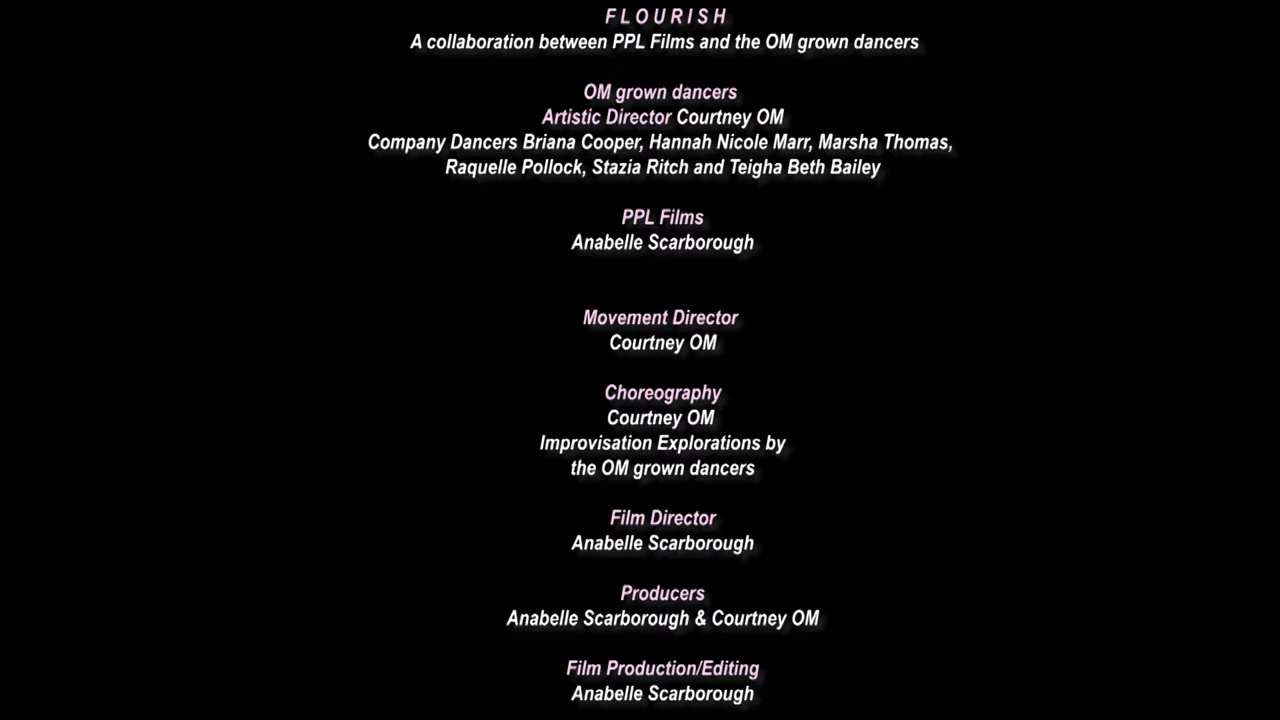 F L O U R I S H
A collaboration between PPL Films and the OM grown dancers
OM grown dancers
Artistic Director Courtney OM
Company Dancers Briana Cooper, Hannah Nicole Marr, Marsha Thomas,
Raquelle Pollock, Stazia Ritch and Teigha Beth Bailey
PPL Films
Anabelle Scarborough
Movement Director
Courtney OM
Choreography
Courtney OM
Improvisation Explorations by
the OM grown dancers
Film Director
Anabelle Scarborough
Producers
Anabelle Scarborough & Courtney OM
Film Production/Editing
Anabelle Scarborough